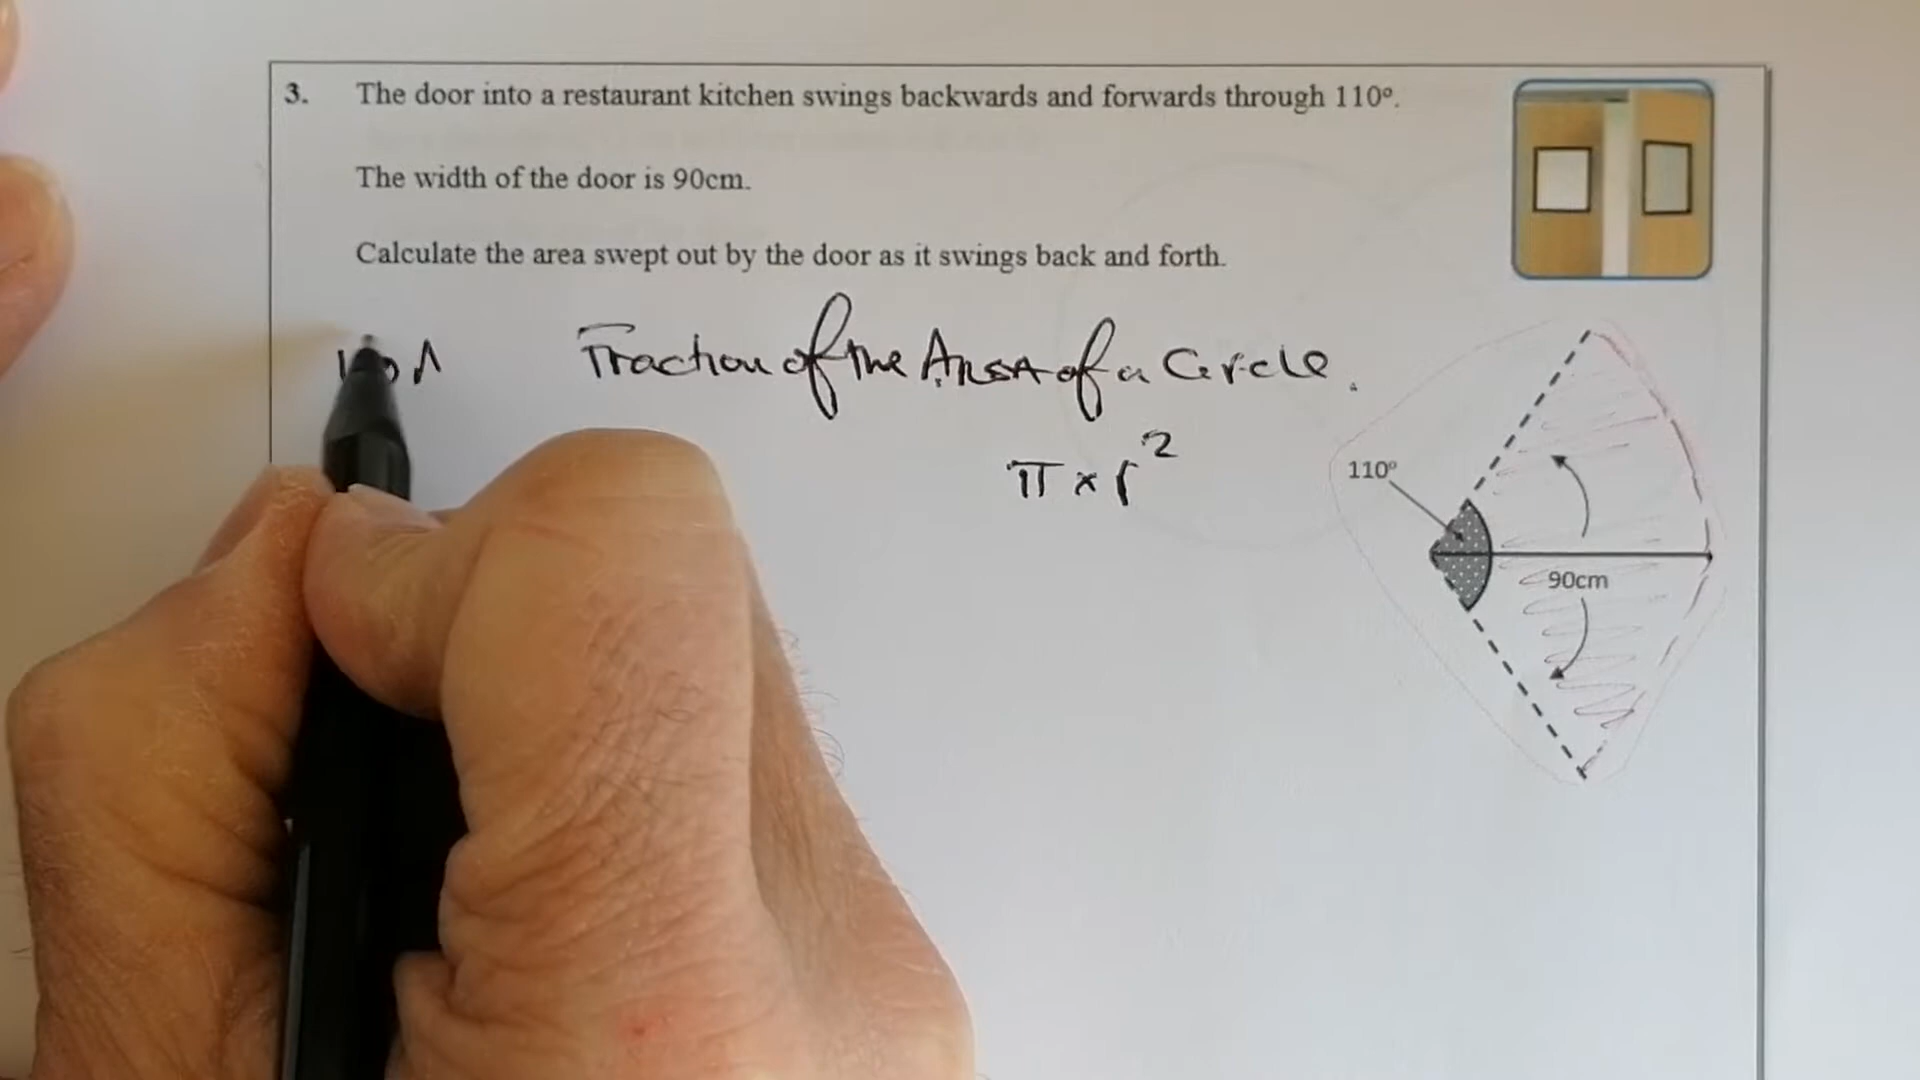 3. The door into a restaurant kitchen swings backwards and forwards through 110°.
The width of the door is 90cm.
Calculate the area swept out by the door as it swings back and forth.
Fraction of the Area of a Circle.
π × r²
110°
90cm